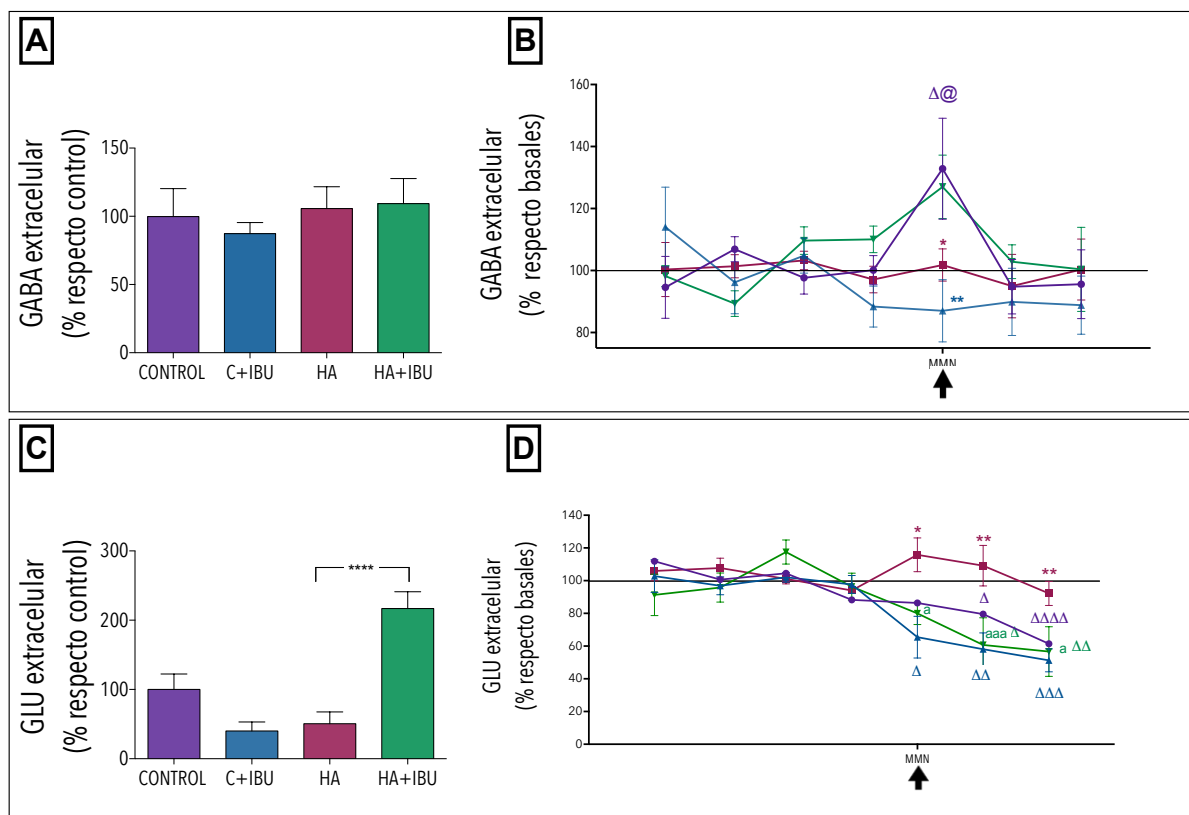 A
GABA extracelular
(% respecto control)
150
100
50
0
CONTROL
C+IBU
HA
HA+IBU
B
GABA extracelular
(% respecto basales)
160
140
120
100
80
Δ@
*
**
MMN
C
GLU extracelular
(% respecto control)
300
200
100
0
****
CONTROL
C+IBU
HA
HA+IBU
D
GLU extracelular
(% respecto basales)
140
120
100
80
60
40
20
0
*
**
**
Δ
ΔΔΔΔ
a
aaa Δ
a ΔΔ
Δ
ΔΔ
ΔΔΔ
MMN